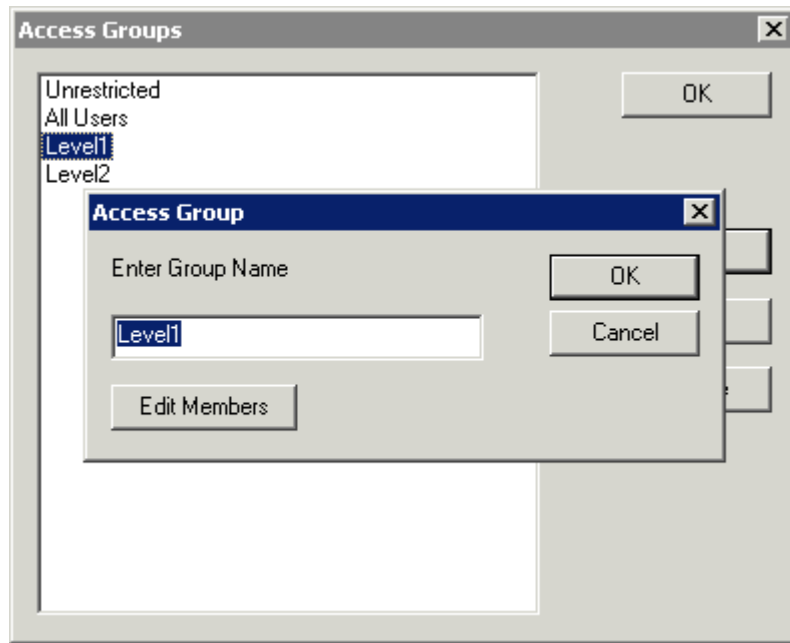 Access Groups
Unrestricted
All Users
Level1
Level2
OK
Access Group
Enter Group Name
Level1
OK
Cancel
Edit Members